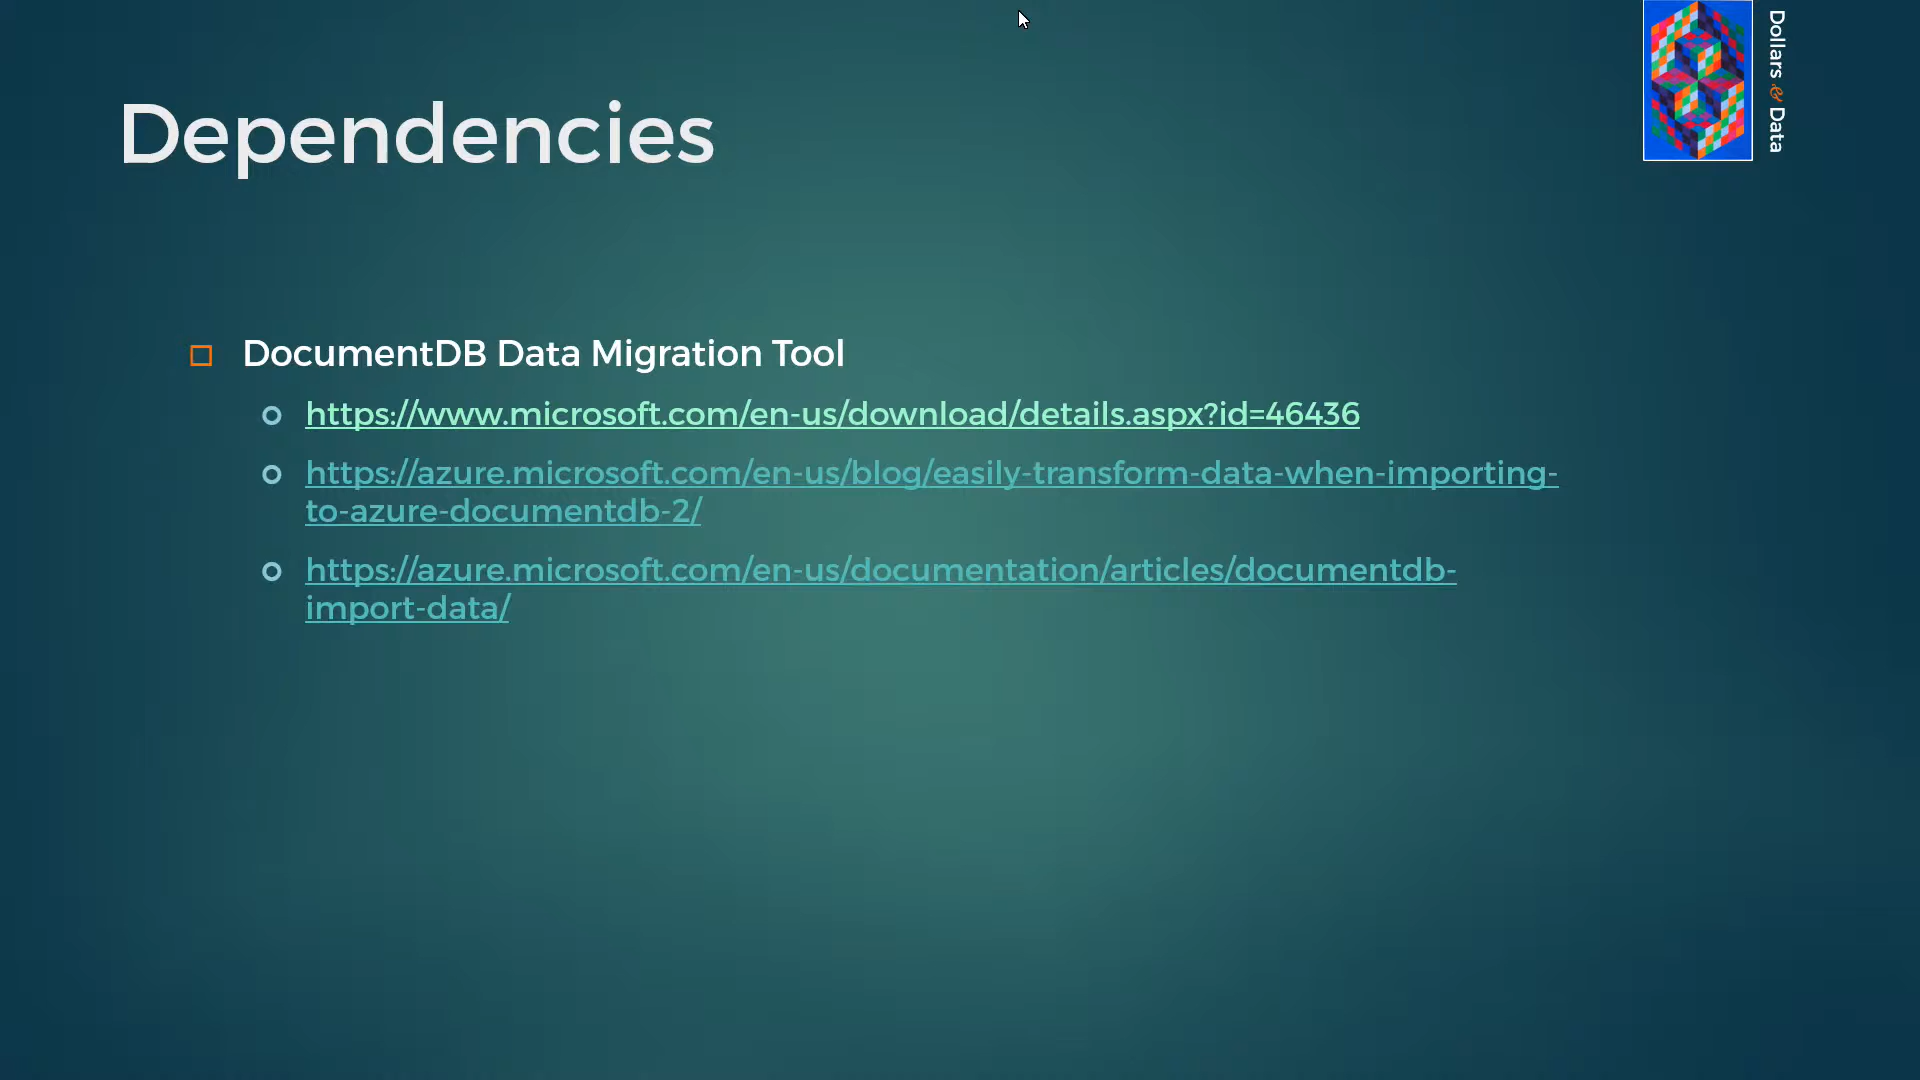 Dependencies
Dollars & Data
DocumentDB Data Migration Tool
https://www.microsoft.com/en-us/download/details.aspx?id=46436
https://azure.microsoft.com/en-us/blog/easily-transform-data-when-importing-
to-azure-documentdb-2/
https://azure.microsoft.com/en-us/documentation/articles/documentdb-
import-data/